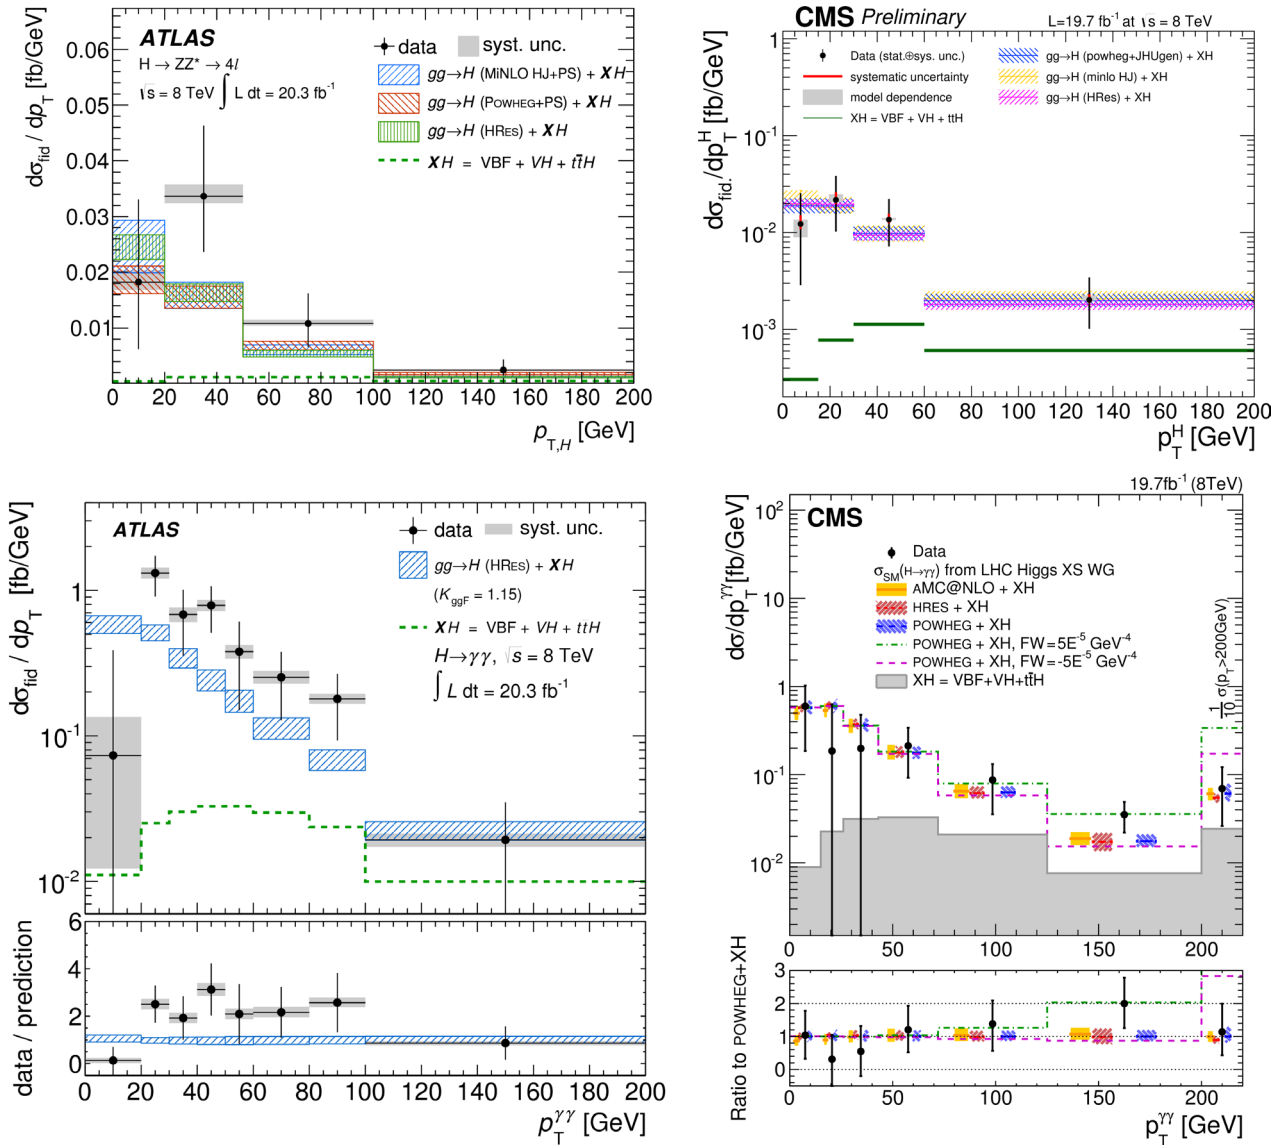 ATLAS
H → ZZ* → 4l
√s = 8 TeV ∫ L dt = 20.3 fb⁻¹
data syst. unc.
gg→H (MiNLO HJ+PS) + XH
gg→H (POWHEG+PS) + XH
gg→H (HRES) + XH
XH = VBF + VH + tt̄H
dσfid / dpT [fb/GeV]
0.06
0.05
0.04
0.03
0.02
0.01
0 20 40 60 80 100 120 140 160 180 200
pT,H [GeV]
CMS Preliminary
L=19.7 fb⁻¹ at √s = 8 TeV
Data (stat.⊕sys. unc.)
systematic uncertainty
model dependence
XH = VBF + VH + ttH
gg→H (powheg+JHUgen) + XH
gg→H (minlo HJ) + XH
gg→H (HRes) + XH
dσfid./dpTH [fb/GeV]
1
10⁻¹
10⁻²
10⁻³
0 20 40 60 80 100 120 140 160 180 200
pTH [GeV]
ATLAS
data syst. unc.
gg→H (HRES) + XH
(KggF = 1.15)
XH = VBF + VH + ttH
H→γγ, √s = 8 TeV
∫ L dt = 20.3 fb⁻¹
dσfid / dpT [fb/GeV]
1
10⁻¹
10⁻²
data / prediction
6
4
2
0
0 20 40 60 80 100 120 140 160 180 200
pTγγ [GeV]
19.7fb⁻¹ (8TeV)
CMS
Data
σSM(H→γγ) from LHC Higgs XS WG
AMC@NLO + XH
HRES + XH
POWHEG + XH
POWHEG + XH, FW=5E⁻⁵ GeV⁻⁴
POWHEG + XH, FW=-5E⁻⁵ GeV⁻⁴
XH = VBF+VH+tt̄H
1/10 σ(pT>200GeV)
dσ/dpTγγ[fb/GeV]
10²
10
1
10⁻¹
10⁻²
0 50 100 150 200
Ratio to POWHEG+XH
3
2
1
0
0 50 100 150 200
pTγγ [GeV]